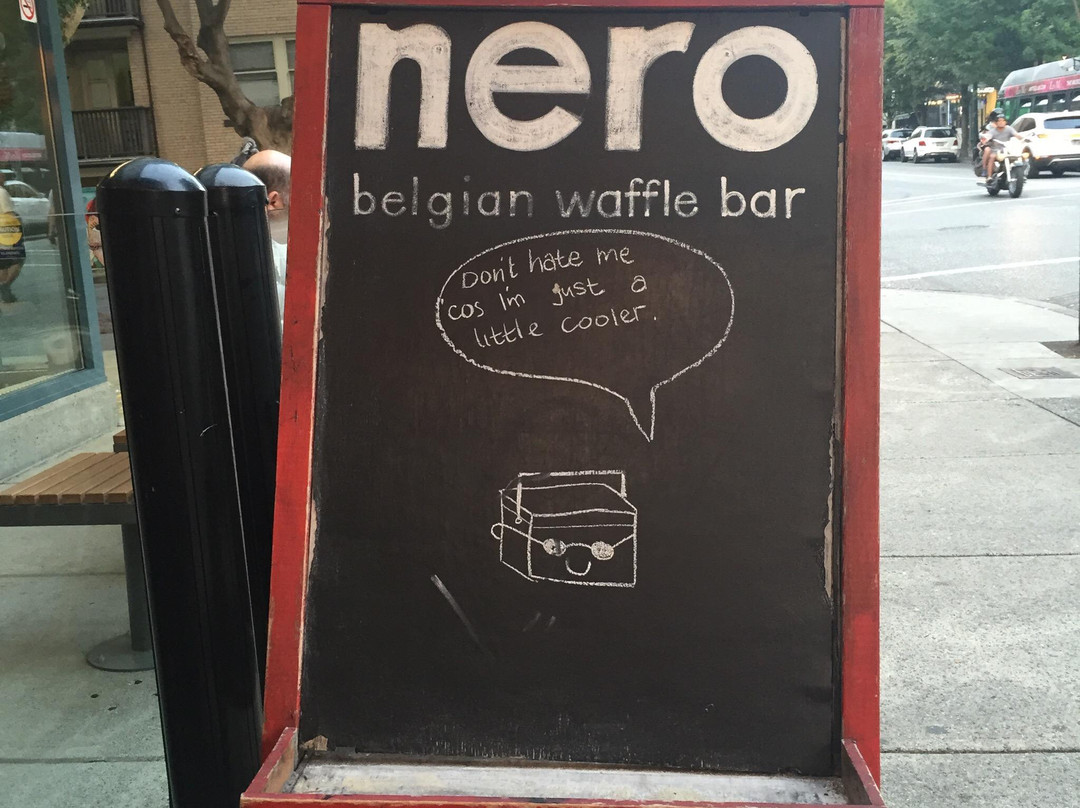 nero
belgian waffle bar
Don't hate me
'cos I'm just a
little cooler.